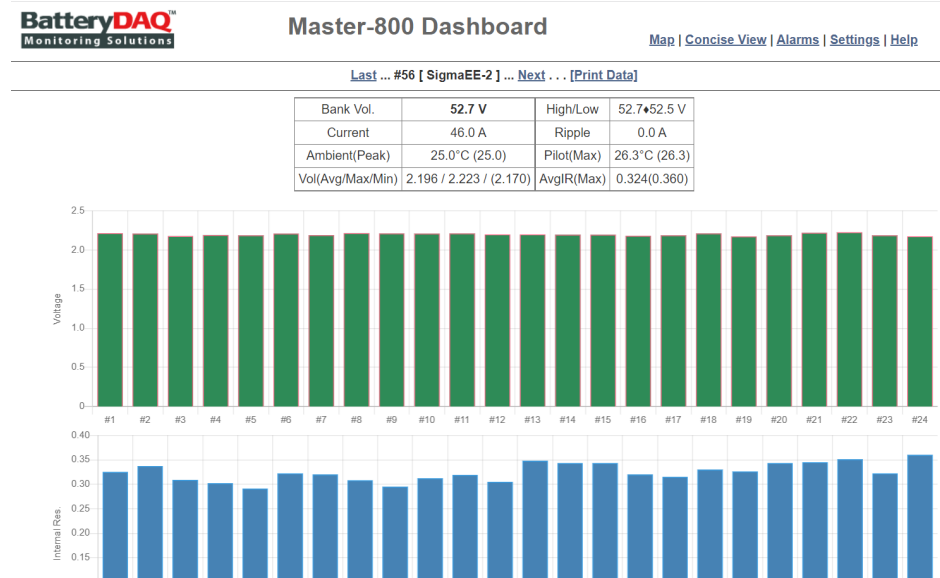 BatteryDAQ™
Monitoring Solutions
Master-800 Dashboard
Map | Concise View | Alarms | Settings | Help
Last ... #56 [ SigmaEE-2 ] ... Next . . . [Print Data]
Bank Vol. 52.7 V High/Low 52.7♦52.5 V
Current 46.0 A Ripple 0.0 A
Ambient(Peak) 25.0°C (25.0) Pilot(Max) 26.3°C (26.3)
Vol(Avg/Max/Min) 2.196 / 2.223 / (2.170) AvgIR(Max) 0.324(0.360)
2.5
2.0
1.5
1.0
0.5
0
Voltage
#1 #2 #3 #4 #5 #6 #7 #8 #9 #10 #11 #12 #13 #14 #15 #16 #17 #18 #19 #20 #21 #22 #23 #24
0.40
0.35
0.30
0.25
0.20
0.15
Internal Res.